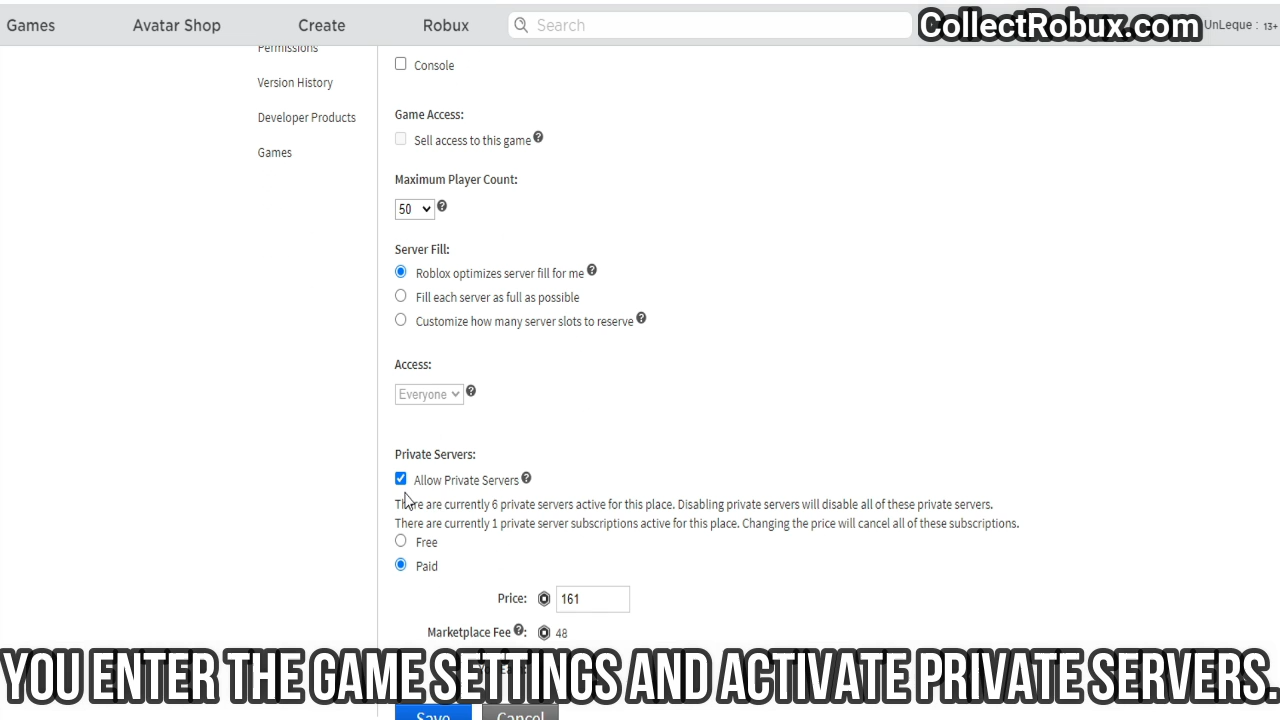 Games Avatar Shop Create Robux Search CollectRobux.com UnLeque : 13+
Permissions
Version History
Developer Products
Games
Console
Game Access:
Sell access to this game
Maximum Player Count:
50
Server Fill:
Roblox optimizes server fill for me
Fill each server as full as possible
Customize how many server slots to reserve
Access:
Everyone
Private Servers:
Allow Private Servers
There are currently 6 private servers active for this place. Disabling private servers will disable all of these private servers.
There are currently 1 private server subscriptions active for this place. Changing the price will cancel all of these subscriptions.
Free
Paid
Price: 161
Marketplace Fee : 48
YOU ENTER THE GAME SETTINGS AND ACTIVATE PRIVATE SERVERS.
Save Cancel